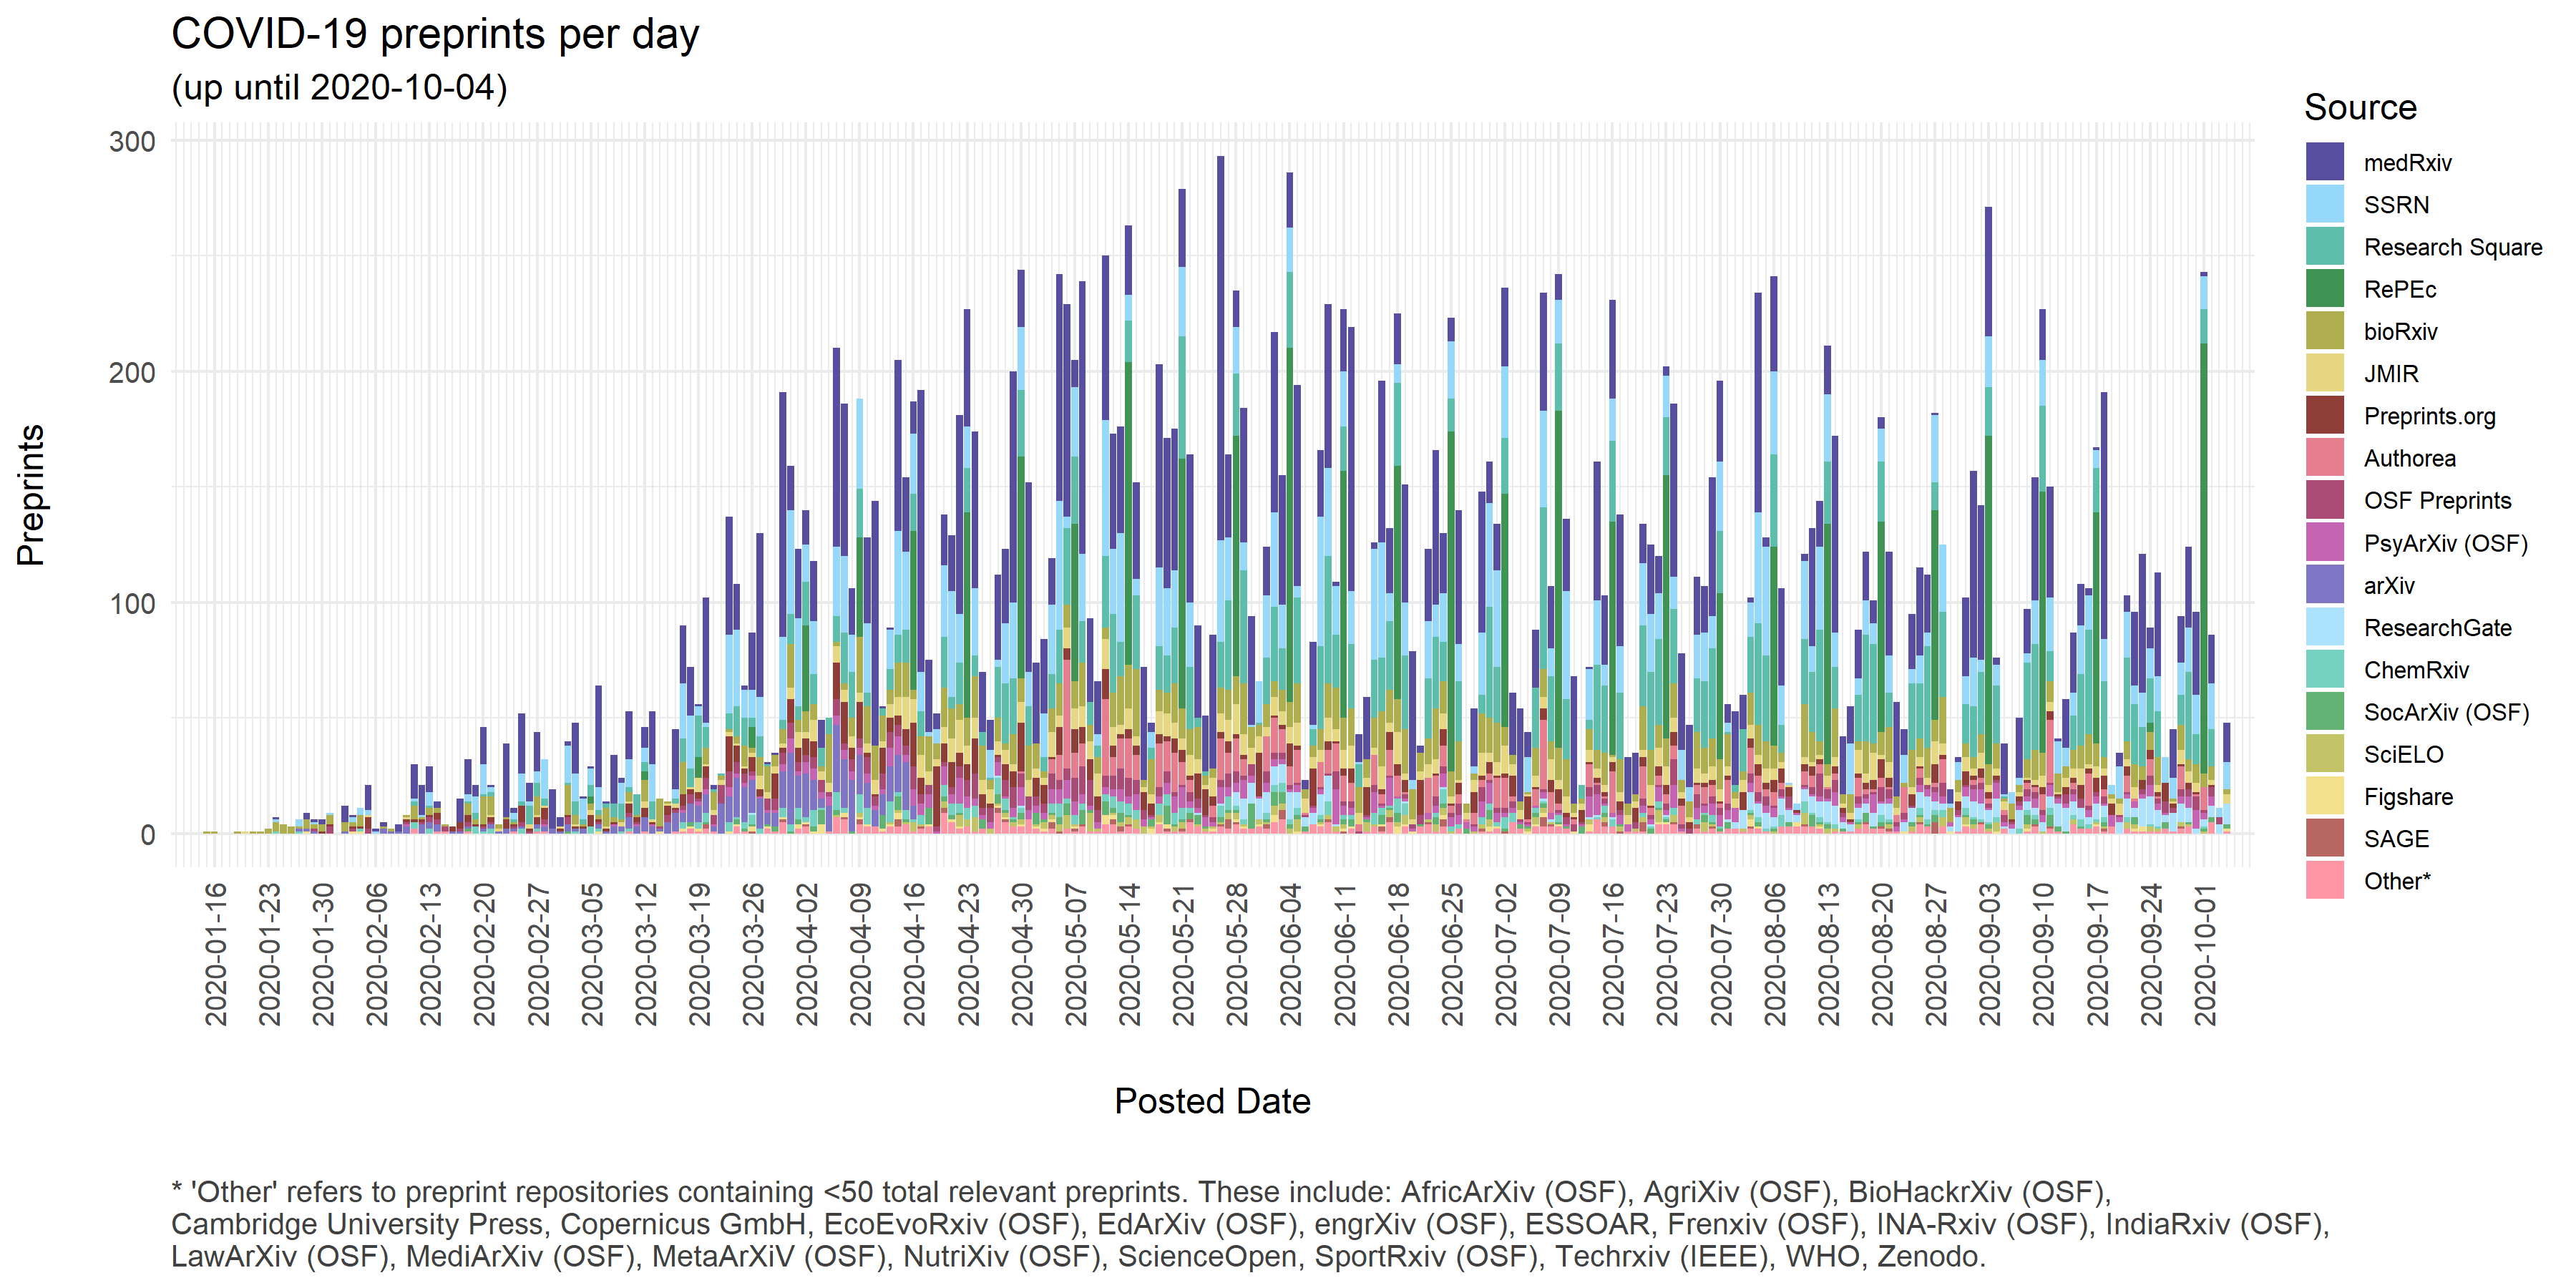 COVID-19 preprints per day
(up until 2020-10-04)
Preprints
300
200
100
0
2020-01-16
2020-01-23
2020-01-30
2020-02-06
2020-02-13
2020-02-20
2020-02-27
2020-03-05
2020-03-12
2020-03-19
2020-03-26
2020-04-02
2020-04-09
2020-04-16
2020-04-23
2020-04-30
2020-05-07
2020-05-14
2020-05-21
2020-05-28
2020-06-04
2020-06-11
2020-06-18
2020-06-25
2020-07-02
2020-07-09
2020-07-16
2020-07-23
2020-07-30
2020-08-06
2020-08-13
2020-08-20
2020-08-27
2020-09-03
2020-09-10
2020-09-17
2020-09-24
2020-10-01
Posted Date
Source
medRxiv
SSRN
Research Square
RePEc
bioRxiv
JMIR
Preprints.org
Authorea
OSF Preprints
PsyArXiv (OSF)
arXiv
ResearchGate
ChemRxiv
SocArXiv (OSF)
SciELO
Figshare
SAGE
Other*
* 'Other' refers to preprint repositories containing <50 total relevant preprints. These include: AfricArXiv (OSF), AgriXiv (OSF), BioHackrXiv (OSF),
Cambridge University Press, Copernicus GmbH, EcoEvoRxiv (OSF), EdArXiv (OSF), engrXiv (OSF), ESSOAR, Frenxiv (OSF), INA-Rxiv (OSF), IndiaRxiv (OSF),
LawArXiv (OSF), MediArXiv (OSF), MetaArXiV (OSF), NutriXiv (OSF), ScienceOpen, SportRxiv (OSF), Techrxiv (IEEE), WHO, Zenodo.